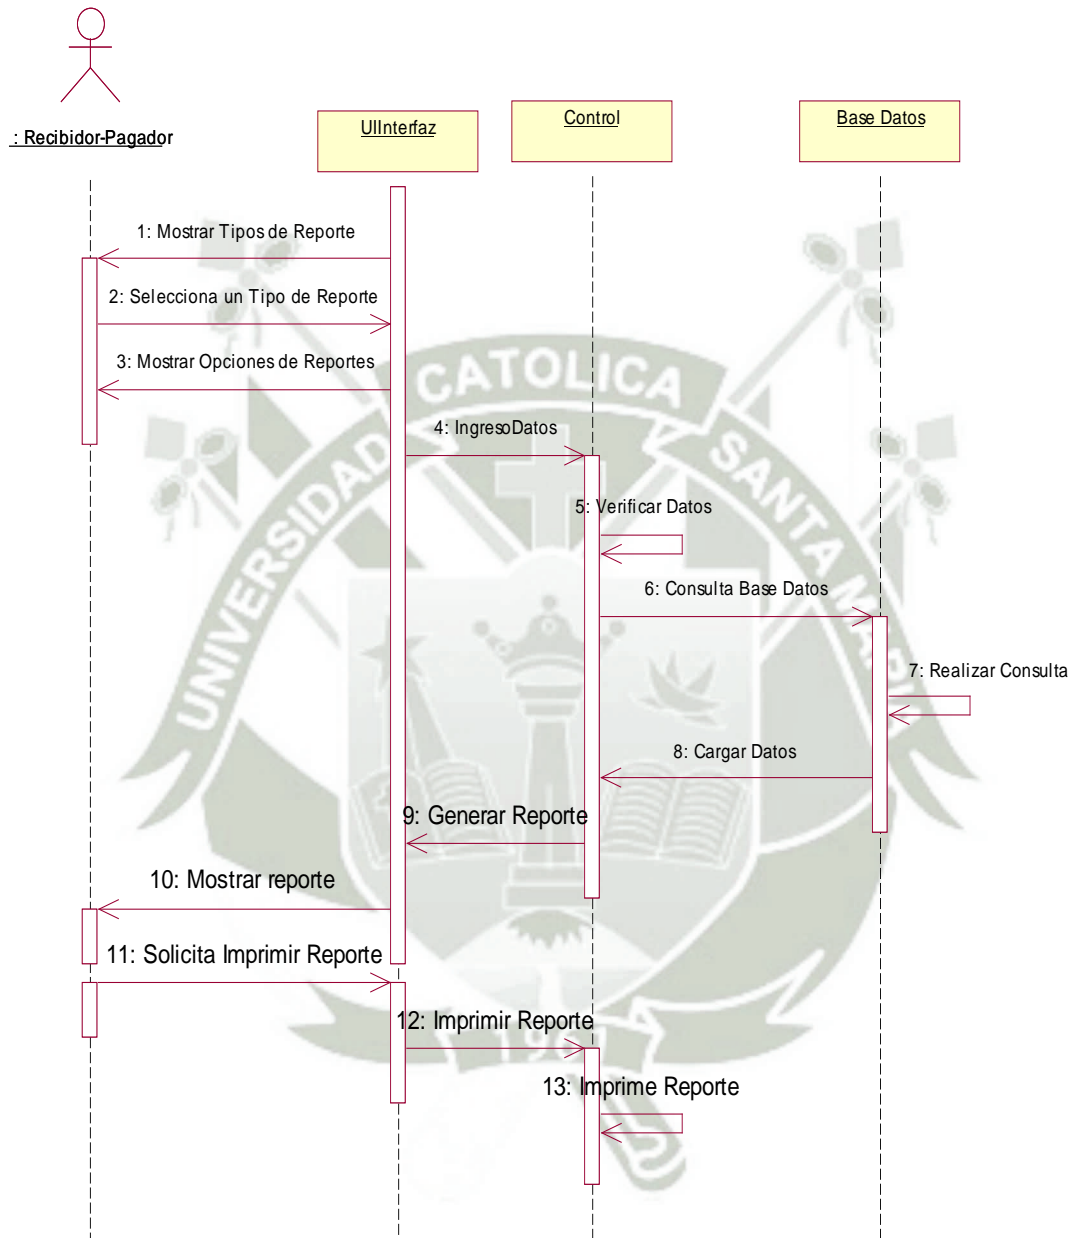 : Recibidor-Pagador
UIInterfaz
Control
Base Datos
1: Mostrar Tipos de Reporte
2: Selecciona un Tipo de Reporte
3: Mostrar Opciones de Reportes
4: IngresoDatos
5: Verificar Datos
6: Consulta Base Datos
7: Realizar Consulta
8: Cargar Datos
9: Generar Reporte
10: Mostrar reporte
11: Solicita Imprimir Reporte
12: Imprimir Reporte
13: Imprime Reporte
UNIVERSIDAD CATOLICA SANTA MARIA